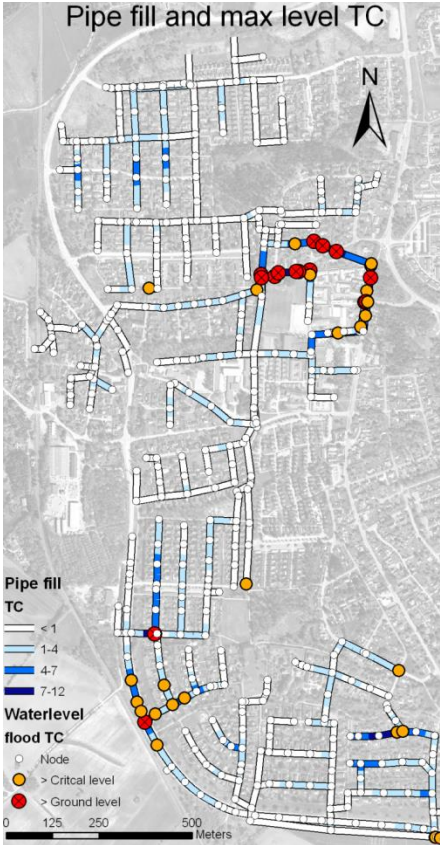 Pipe fill and max level TC
N
Pipe fill
TC
< 1
1-4
4-7
7-12
Waterlevel
flood TC
Node
> Critcal level
> Ground level
0 125 250 500
Meters